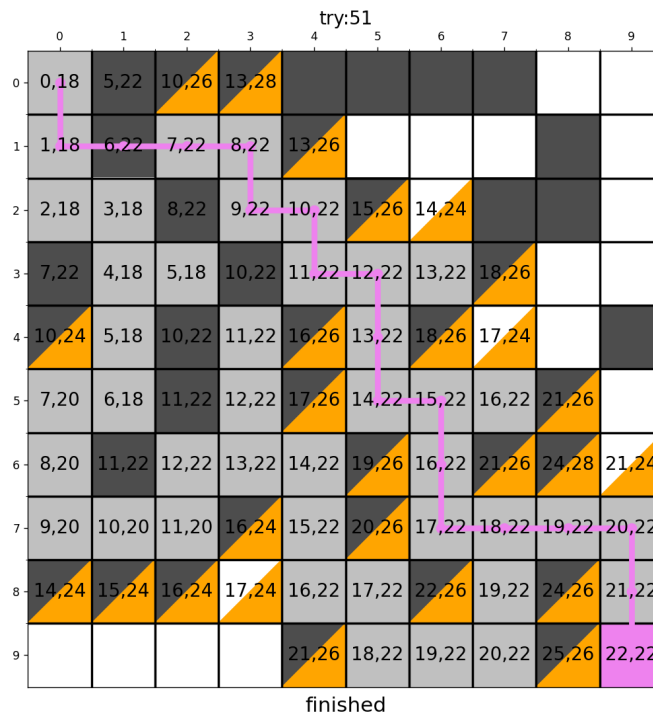 try:51
0 1 2 3 4 5 6 7 8 9
0 0,18 5,22 10,26 13,28
1 1,18 6,22 7,22 8,22 13,26
2 2,18 3,18 8,22 9,22 10,22 15,26 14,24
3 7,22 4,18 5,18 10,22 11,22 12,22 13,22 18,26
4 10,24 5,18 10,22 11,22 16,26 13,22 18,26 17,24
5 7,20 6,18 11,22 12,22 17,26 14,22 15,22 16,22 21,26
6 8,20 11,22 12,22 13,22 14,22 19,26 16,22 21,26 24,28 21,24
7 9,20 10,20 11,20 16,24 15,22 20,26 17,22 18,22 19,22 20,22
8 14,24 15,24 16,24 17,24 16,22 17,22 22,26 19,22 24,26 21,22
9 21,26 18,22 19,22 20,22 25,26 22,22
finished